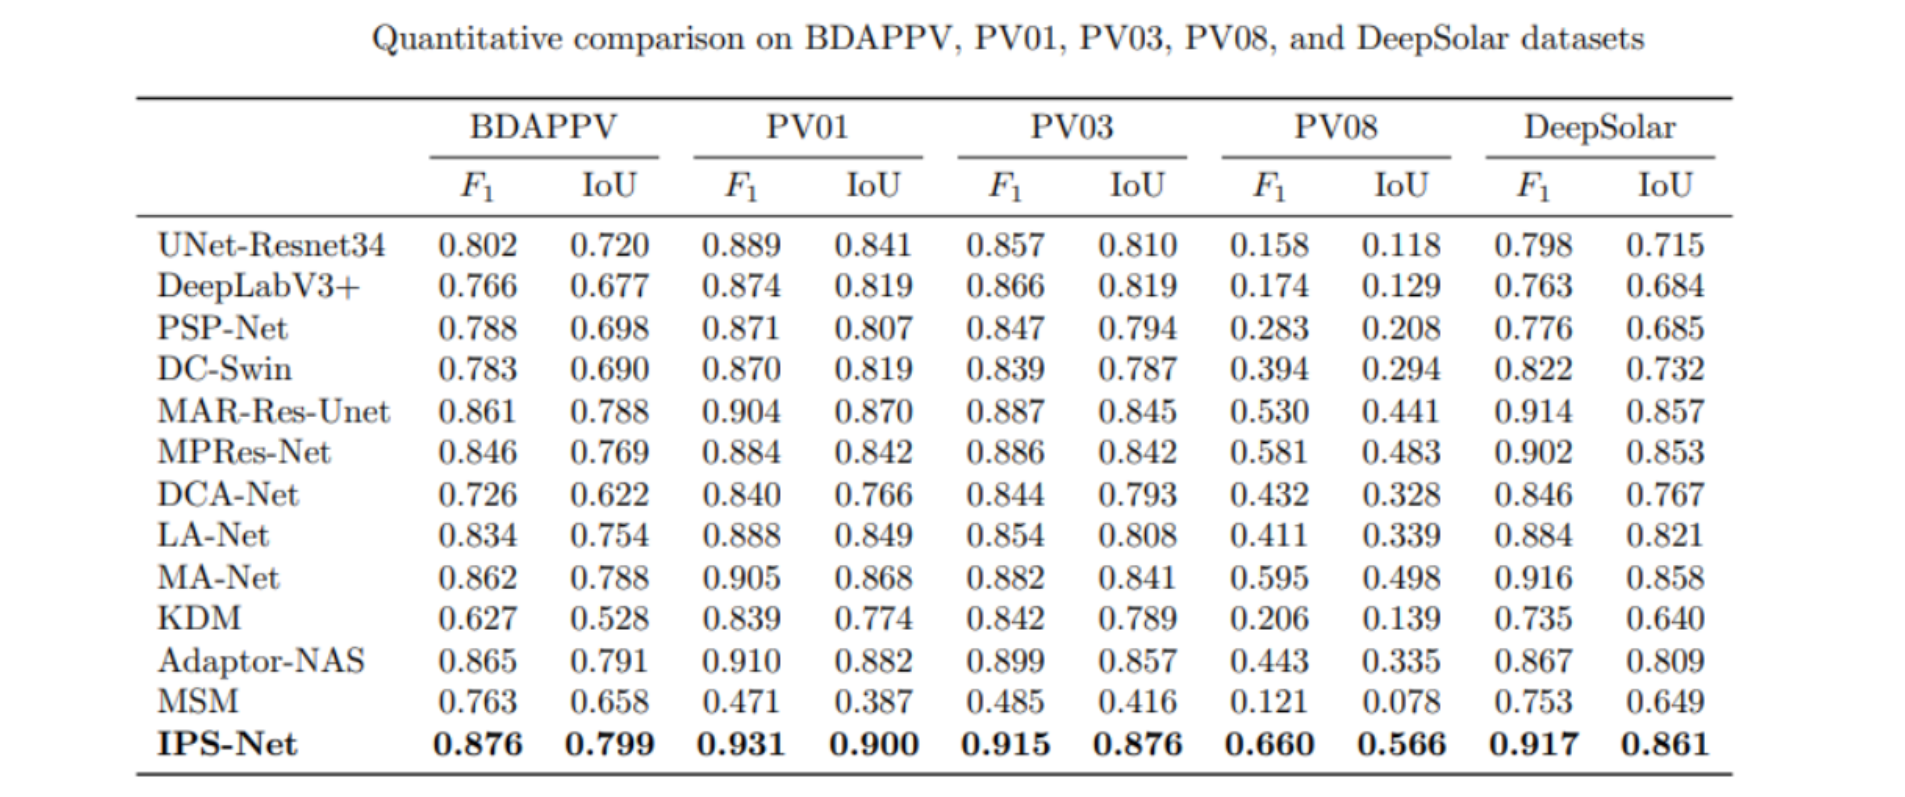 Quantitative comparison on BDAPPV, PV01, PV03, PV08, and DeepSolar datasets
BDAPPV PV01 PV03 PV08 DeepSolar
F₁ IoU F₁ IoU F₁ IoU F₁ IoU F₁ IoU
UNet-Resnet34 0.802 0.720 0.889 0.841 0.857 0.810 0.158 0.118 0.798 0.715
DeepLabV3+ 0.766 0.677 0.874 0.819 0.866 0.819 0.174 0.129 0.763 0.684
PSP-Net 0.788 0.698 0.871 0.807 0.847 0.794 0.283 0.208 0.776 0.685
DC-Swin 0.783 0.690 0.870 0.819 0.839 0.787 0.394 0.294 0.822 0.732
MAR-Res-Unet 0.861 0.788 0.904 0.870 0.887 0.845 0.530 0.441 0.914 0.857
MPRes-Net 0.846 0.769 0.884 0.842 0.886 0.842 0.581 0.483 0.902 0.853
DCA-Net 0.726 0.622 0.840 0.766 0.844 0.793 0.432 0.328 0.846 0.767
LA-Net 0.834 0.754 0.888 0.849 0.854 0.808 0.411 0.339 0.884 0.821
MA-Net 0.862 0.788 0.905 0.868 0.882 0.841 0.595 0.498 0.916 0.858
KDM 0.627 0.528 0.839 0.774 0.842 0.789 0.206 0.139 0.735 0.640
Adaptor-NAS 0.865 0.791 0.910 0.882 0.899 0.857 0.443 0.335 0.867 0.809
MSM 0.763 0.658 0.471 0.387 0.485 0.416 0.121 0.078 0.753 0.649
IPS-Net 0.876 0.799 0.931 0.900 0.915 0.876 0.660 0.566 0.917 0.861